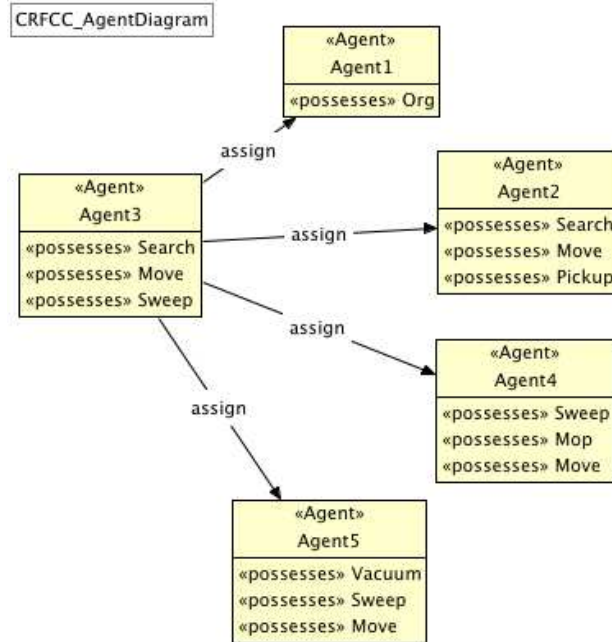 CRFCC_AgentDiagram
«Agent»
Agent1
«possesses» Org
assign
«Agent»
Agent2
«possesses» Search
«possesses» Move
«possesses» Pickup
«Agent»
Agent3
«possesses» Search
«possesses» Move
«possesses» Sweep
assign
assign
«Agent»
Agent4
«possesses» Sweep
«possesses» Mop
«possesses» Move
assign
«Agent»
Agent5
«possesses» Vacuum
«possesses» Sweep
«possesses» Move